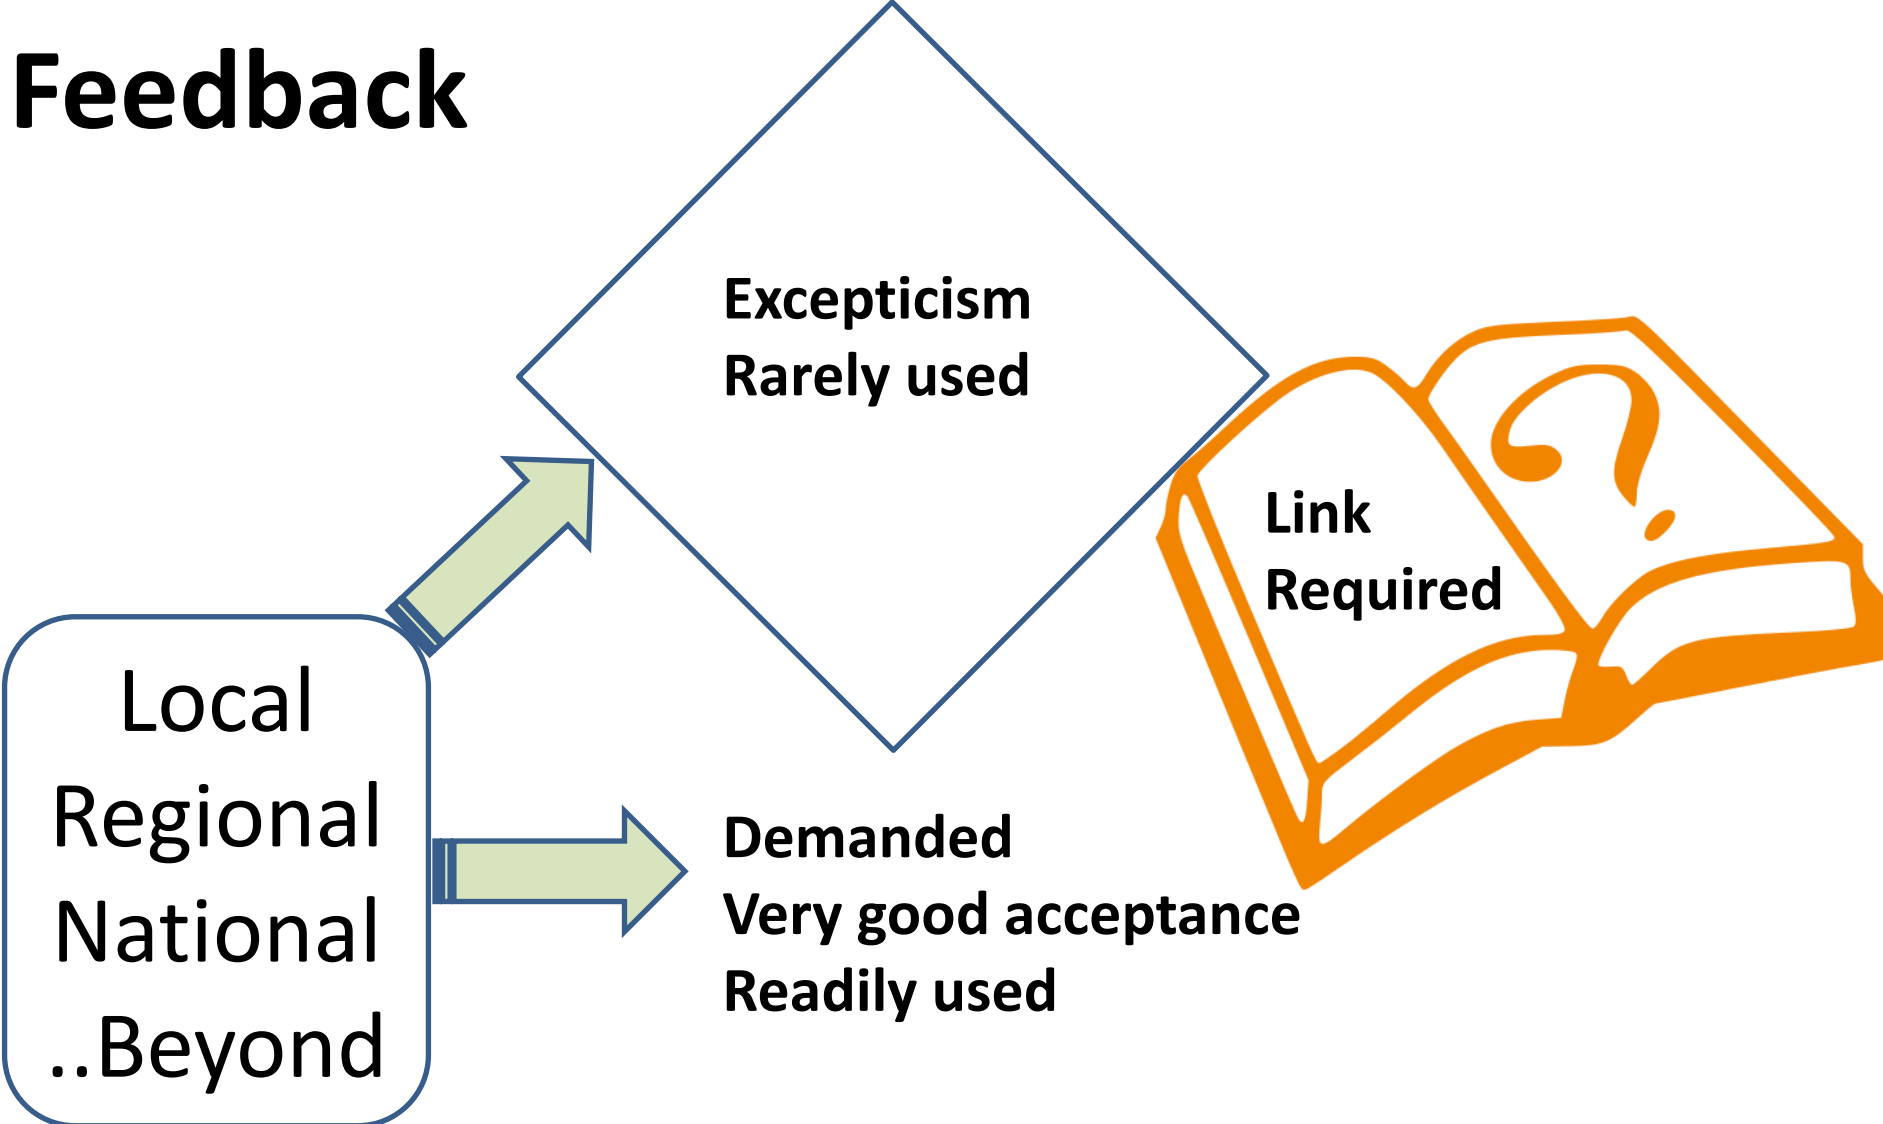 Feedback
Excepticism
Rarely used
Link
Required
?
Local
Regional
National
..Beyond
Demanded
Very good acceptance
Readily used